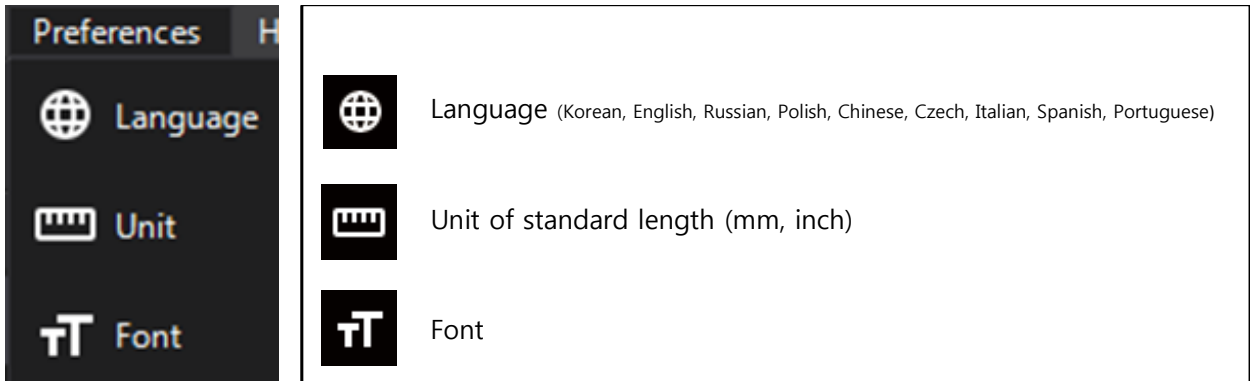 Preferences H
Language
Unit
Font
Language (Korean, English, Russian, Polish, Chinese, Czech, Italian, Spanish, Portuguese)
Unit of standard length (mm, inch)
Font